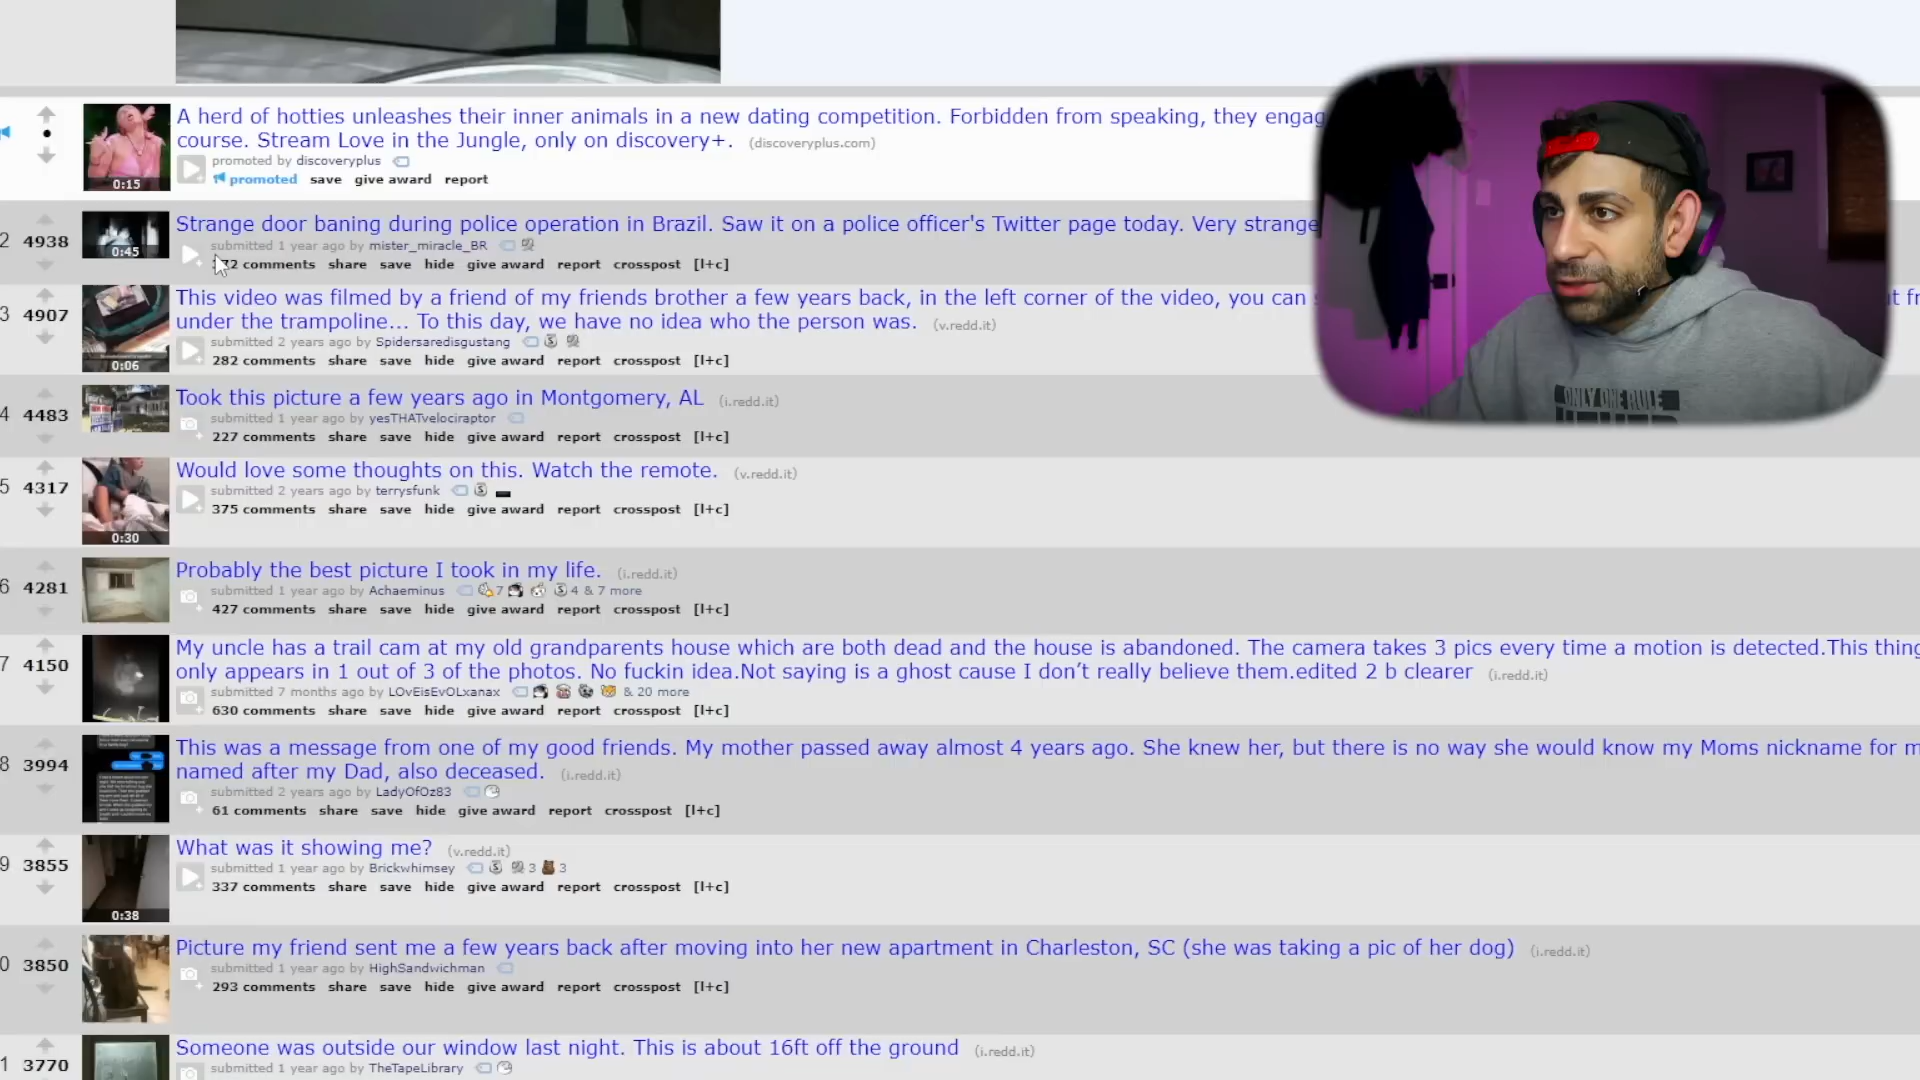 A herd of hotties unleashes their inner animals in a new dating competition. Forbidden from speaking, they engag
course. Stream Love in the Jungle, only on discovery+. (discoveryplus.com)
promoted by discoveryplus
promoted save give award report
0:15
2 4938
Strange door baning during police operation in Brazil. Saw it on a police officer's Twitter page today. Very strange
submitted 1 year ago by mister_miracle_BR
comments share save hide give award report crosspost [l+c]
0:45
3 4907
This video was filmed by a friend of my friends brother a few years back, in the left corner of the video, you can
under the trampoline... To this day, we have no idea who the person was. (v.redd.it)
submitted 2 years ago by Spidersaredisgustang
282 comments share save hide give award report crosspost [l+c]
0:06
4 4483
Took this picture a few years ago in Montgomery, AL (i.redd.it)
submitted 1 year ago by yesTHATvelociraptor
227 comments share save hide give award report crosspost [l+c]
5 4317
Would love some thoughts on this. Watch the remote. (v.redd.it)
submitted 2 years ago by terrysfunk
375 comments share save hide give award report crosspost [l+c]
0:30
6 4281
Probably the best picture I took in my life. (i.redd.it)
submitted 1 year ago by Achaeminus 7 4 & 7 more
427 comments share save hide give award report crosspost [l+c]
7 4150
My uncle has a trail cam at my old grandparents house which are both dead and the house is abandoned. The camera takes 3 pics every time a motion is detected.This thing
only appears in 1 out of 3 of the photos. No fuckin idea.Not saying is a ghost cause I don’t really believe them.edited 2 b clearer (i.redd.it)
submitted 7 months ago by LOvEisEvOLxanax & 20 more
630 comments share save hide give award report crosspost [l+c]
8 3994
This was a message from one of my good friends. My mother passed away almost 4 years ago. She knew her, but there is no way she would know my Moms nickname for m
named after my Dad, also deceased. (i.redd.it)
submitted 2 years ago by LadyOfOz83
61 comments share save hide give award report crosspost [l+c]
9 3855
What was it showing me? (v.redd.it)
submitted 1 year ago by Brickwhimsey 3 3
337 comments share save hide give award report crosspost [l+c]
0:38
0 3850
Picture my friend sent me a few years back after moving into her new apartment in Charleston, SC (she was taking a pic of her dog) (i.redd.it)
submitted 1 year ago by HighSandwichman
293 comments share save hide give award report crosspost [l+c]
1 3770
Someone was outside our window last night. This is about 16ft off the ground (i.redd.it)
submitted 1 year ago by TheTapeLibrary
ONLY ONE RULE